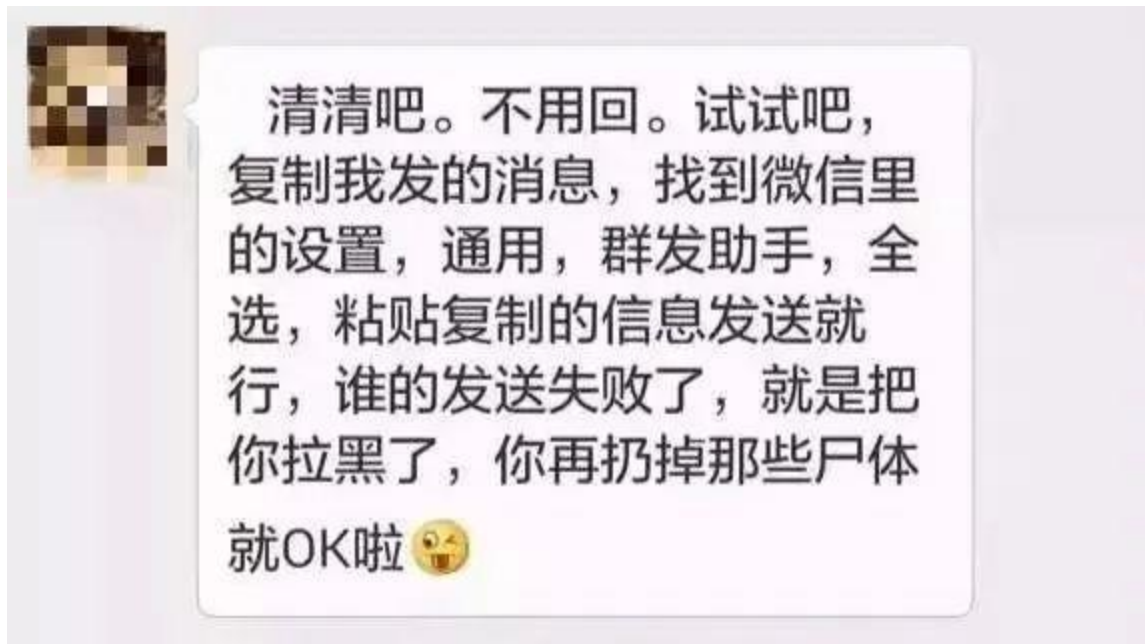 清清吧。不用回。试试吧，
复制我发的消息，找到微信里
的设置，通用，群发助手，全
选，粘贴复制的信息发送就
行，谁的发送失败了，就是把
你拉黑了，你再扔掉那些尸体
就OK啦😜